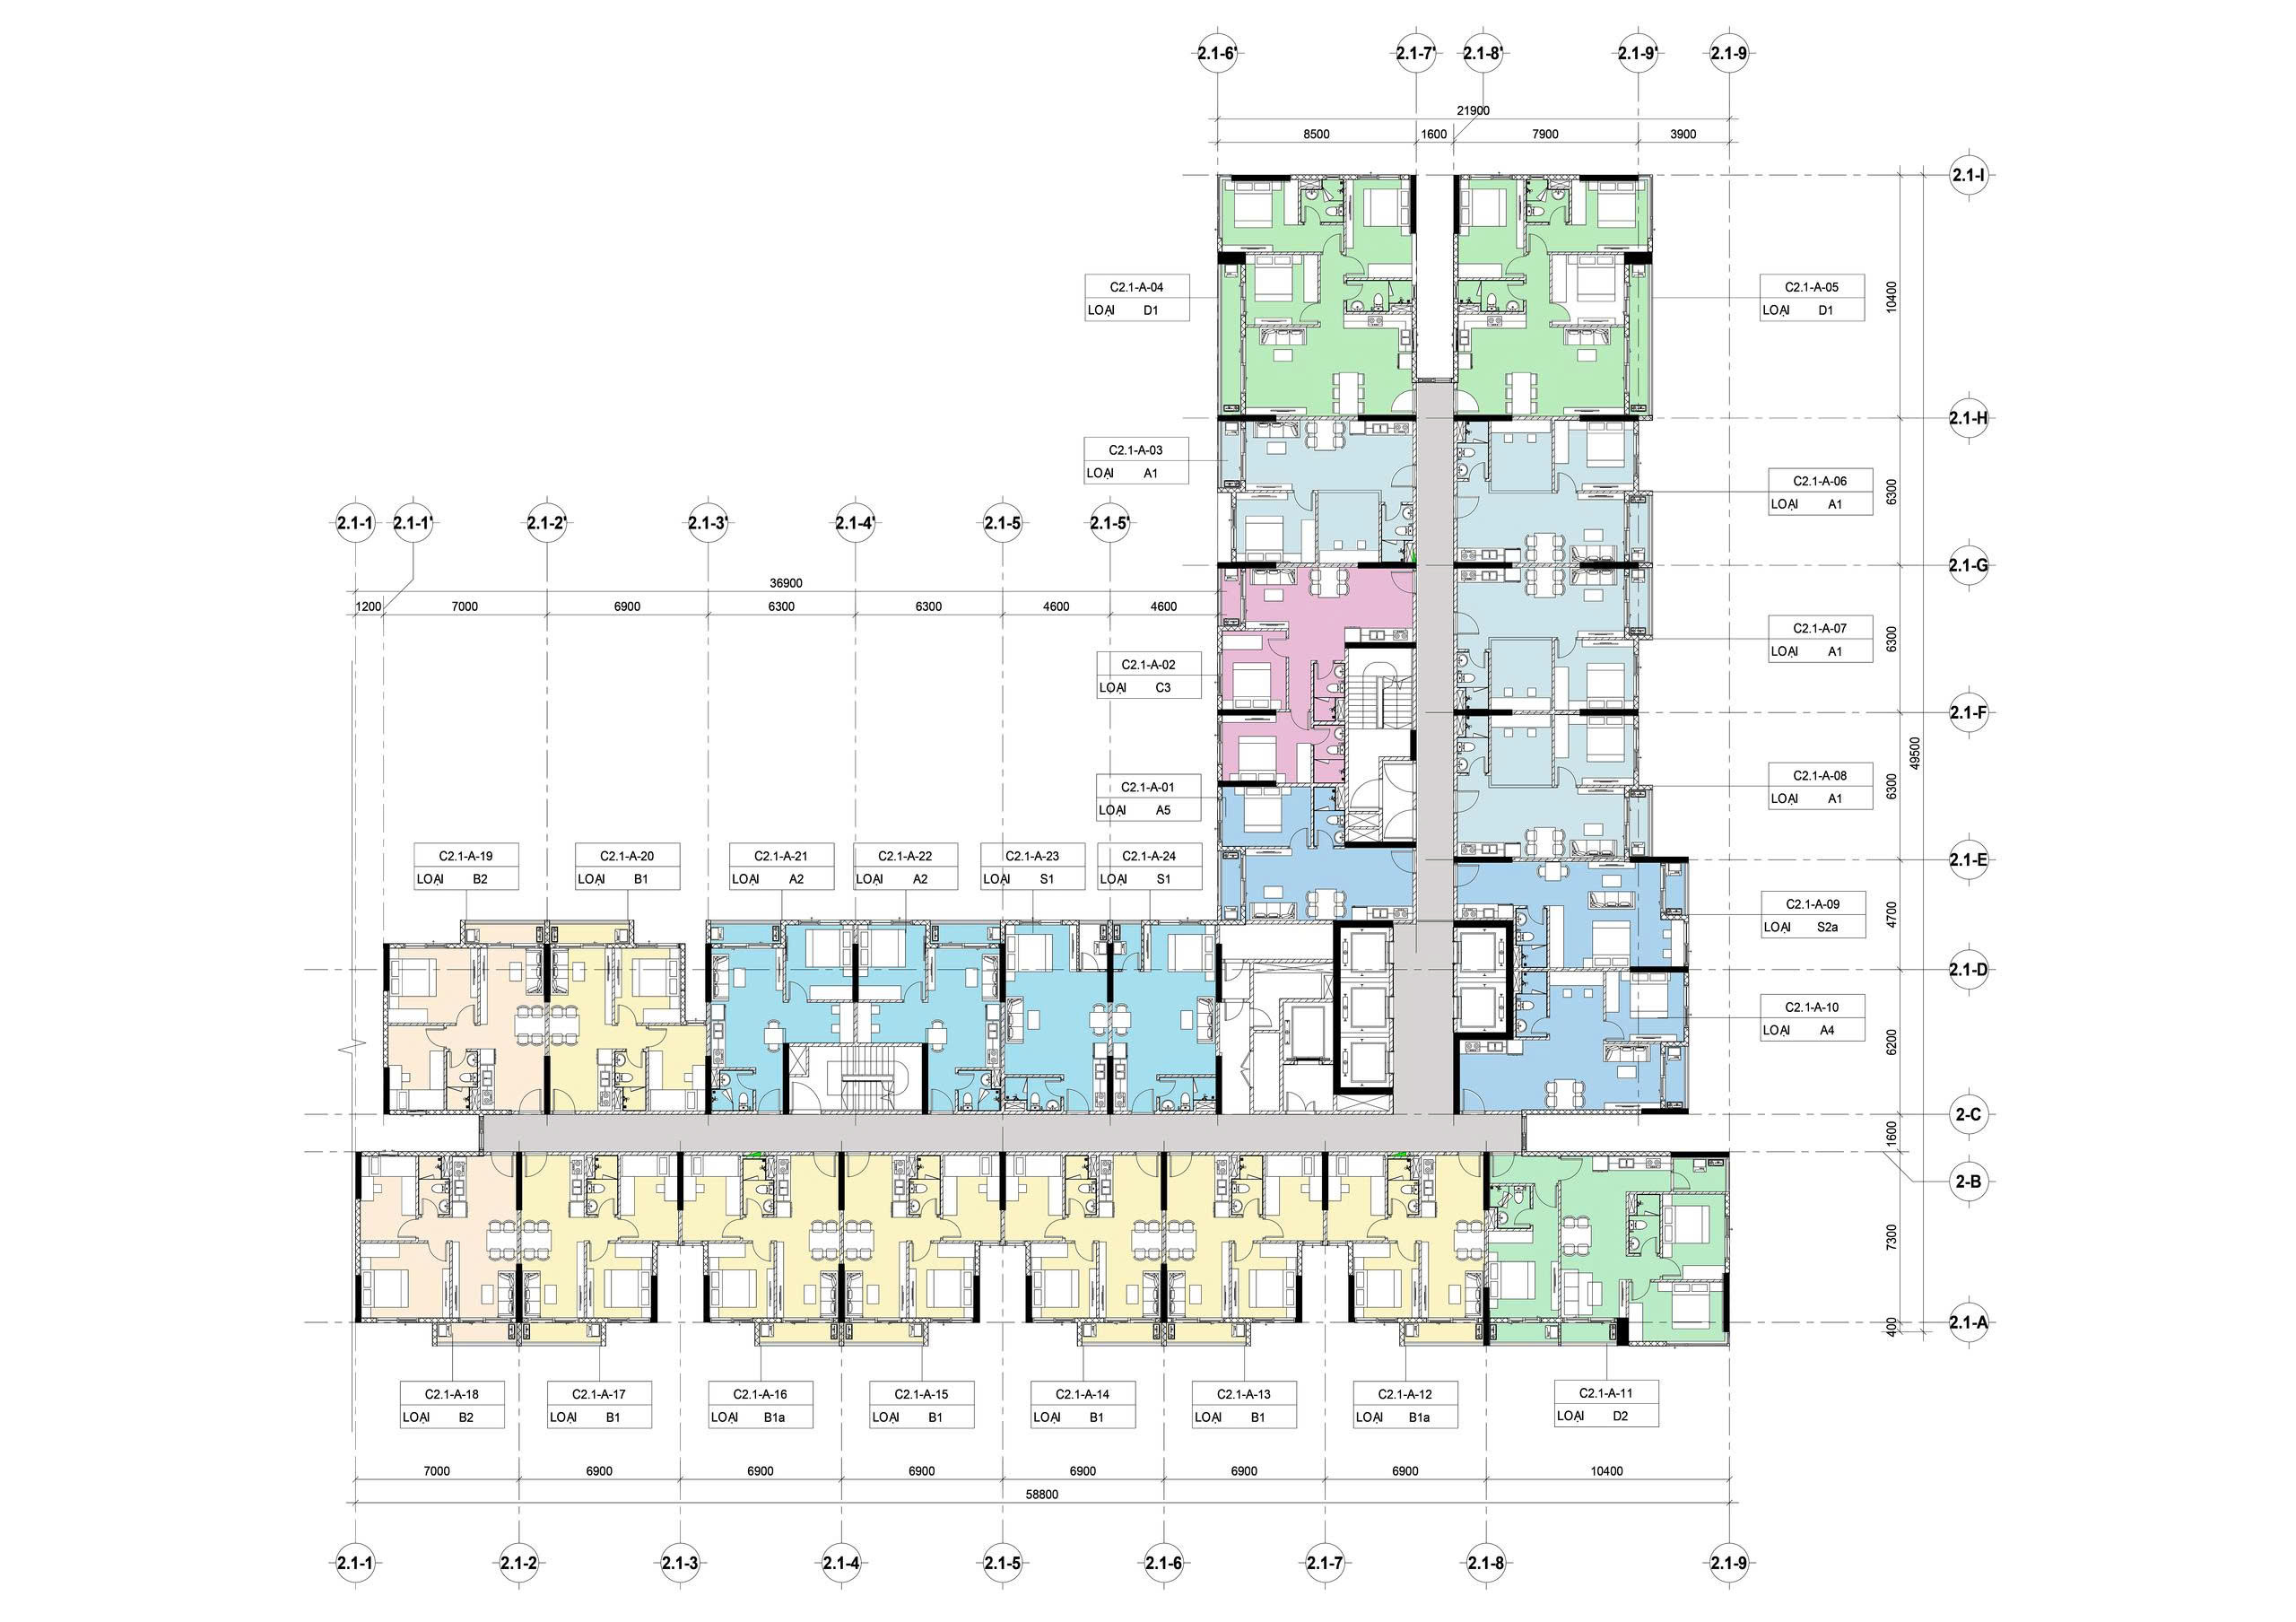 2.1-6' 2.1-7' 2.1-8' 2.1-9' 2.1-9
21900
8500 1600 7900 3900
2.1-I
C2.1-A-04
LOẠI D1
C2.1-A-05
LOẠI D1
10400
2.1-H
C2.1-A-03
LOẠI A1
C2.1-A-06
LOẠI A1
6300
2.1-1 2.1-1' 2.1-2' 2.1-3' 2.1-4' 2.1-5 2.1-5'
2.1-G
36900
1200 7000 6900 6300 6300 4600 4600
C2.1-A-07
LOẠI A1
6300
C2.1-A-02
LOẠI C3
2.1-F
49500
C2.1-A-08
LOẠI A1
6300
C2.1-A-01
LOẠI A5
2.1-E
C2.1-A-19
LOẠI B2
C2.1-A-20
LOẠI B1
C2.1-A-21
LOẠI A2
C2.1-A-22
LOẠI A2
C2.1-A-23
LOẠI S1
C2.1-A-24
LOẠI S1
C2.1-A-09
LOẠI S2a
4700
2.1-D
C2.1-A-10
LOẠI A4
6200
2-C
1600
2-B
7300
2.1-A
400
C2.1-A-18
LOẠI B2
C2.1-A-17
LOẠI B1
C2.1-A-16
LOẠI B1a
C2.1-A-15
LOẠI B1
C2.1-A-14
LOẠI B1
C2.1-A-13
LOẠI B1
C2.1-A-12
LOẠI B1a
C2.1-A-11
LOẠI D2
7000 6900 6900 6900 6900 6900 6900 10400
58800
2.1-1 2.1-2 2.1-3 2.1-4 2.1-5 2.1-6 2.1-7 2.1-8 2.1-9